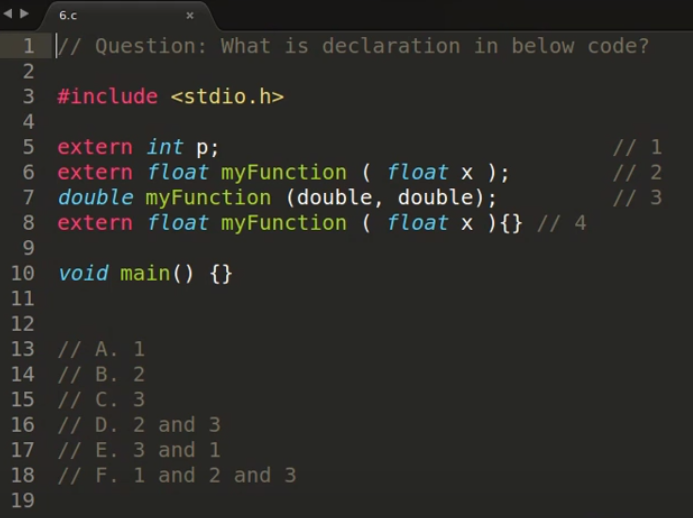 6.c
1 // Question: What is declaration in below code?
2
3 #include <stdio.h>
4
5 extern int p; // 1
6 extern float myFunction ( float x ); // 2
7 double myFunction (double, double); // 3
8 extern float myFunction ( float x ){} // 4
9
10 void main() {}
11
12
13 // A. 1
14 // B. 2
15 // C. 3
16 // D. 2 and 3
17 // E. 3 and 1
18 // F. 1 and 2 and 3
19